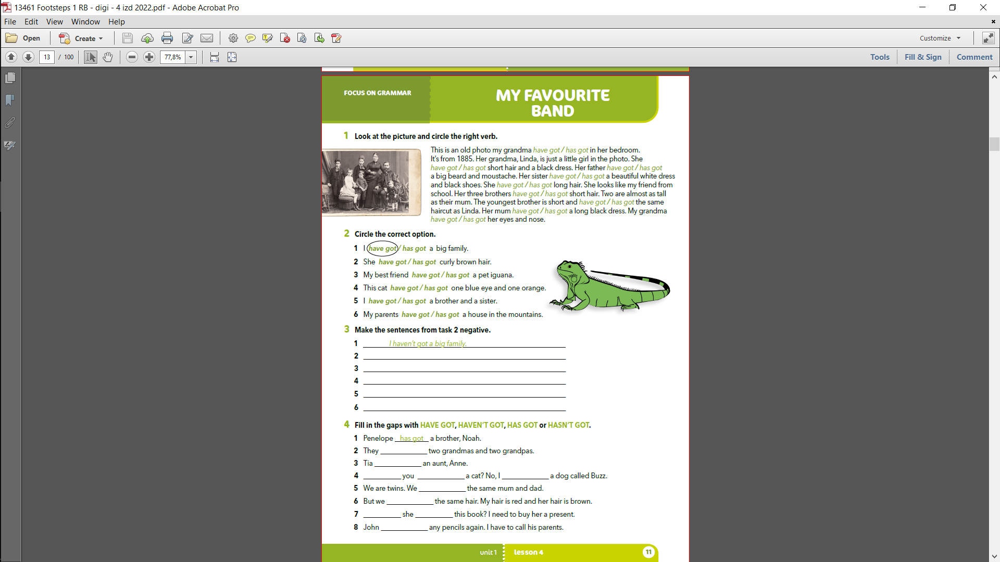 13461 Footsteps 1 RB - digi - 4 izd 2022.pdf - Adobe Acrobat Pro
File Edit View Window Help
Open Create Customize
13 / 100 77,8% Tools Fill & Sign Comment
FOCUS ON GRAMMAR
MY FAVOURITE
BAND
1 Look at the picture and circle the right verb.
This is an old photo my grandma have got / has got in her bedroom.
It's from 1885. Her grandma, Linda, is just a little girl in the photo. She
have got / has got short hair and a black dress. Her father have got / has got
a big beard and moustache. Her sister have got / has got a beautiful white dress
and black shoes. She have got / has got long hair. She looks like my friend from
school. Her three brothers have got / has got short hair. Two are almost as tall
as their mum. The youngest brother is short and have got / has got the same
haircut as Linda. Her mum have got / has got a long black dress. My grandma
have got / has got her eyes and nose.
2 Circle the correct option.
1 I have got / has got a big family.
2 She have got / has got curly brown hair.
3 My best friend have got / has got a pet iguana.
4 This cat have got / has got one blue eye and one orange.
5 I have got / has got a brother and a sister.
6 My parents have got / has got a house in the mountains.
3 Make the sentences from task 2 negative.
1 I haven't got a big family.
2
3
4
5
6
4 Fill in the gaps with HAVE GOT, HAVEN'T GOT, HAS GOT or HASN'T GOT.
1 Penelope has got a brother, Noah.
2 They ____________ two grandmas and two grandpas.
3 Tia ____________ an aunt, Anne.
4 __________ you ____________ a cat? No, I ____________ a dog called Buzz.
5 We are twins. We ____________ the same mum and dad.
6 But we ____________ the same hair. My hair is red and her hair is brown.
7 __________ she __________ this book? I need to buy her a present.
8 John ____________ any pencils again. I have to call his parents.
unit 1 lesson 4 11